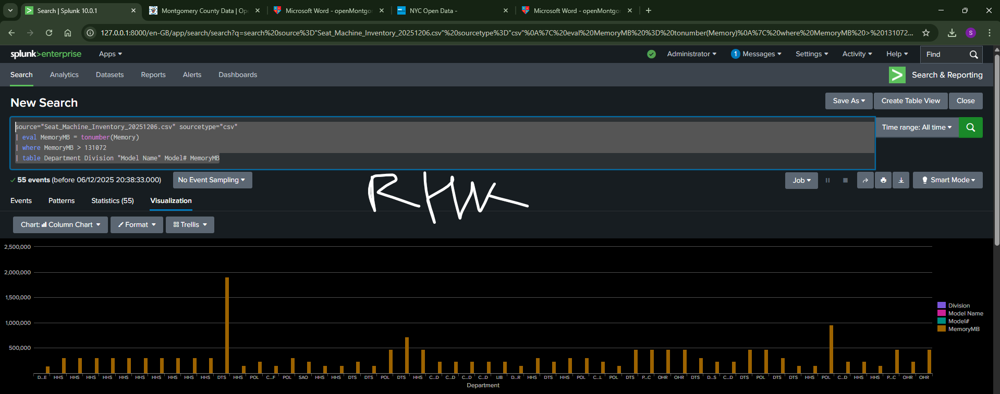 Search | Splunk 10.0.1
Montgomery County Data | Op
Microsoft Word - openMontgo
NYC Open Data -
Microsoft Word - openMontgo
127.0.0.1:8000/en-GB/app/search/search?q=search%20source%3D"Seat_Machine_Inventory_20251206.csv"%20sourcetype%3D"csv"%0A%7C%20eval%20MemoryMB%20%3D%20tonumber(Memory)%0A%7C%20where%20MemoryMB%20>%20131072...
S
splunk>enterprise Apps
Administrator 1 Messages Settings Activity Help Find
Search Analytics Datasets Reports Alerts Dashboards
Search & Reporting
New Search
Save As Create Table View Close
source="Seat_Machine_Inventory_20251206.csv" sourcetype="csv"
| eval MemoryMB = tonumber(Memory)
| where MemoryMB > 131072
| table Department Division "Model Name" Model# MemoryMB
Time range: All time
55 events (before 06/12/2025 20:38:33.000) No Event Sampling
Job Smart Mode
Events Patterns Statistics (55) Visualization
Chart: Column Chart Format Trellis
2,500,000
2,000,000
1,500,000
1,000,000
500,000
D...E HHS HHS HHS HHS HHS HHS HHS HHS HHS HHS DTS HHS POL C...F POL SAO HHS HHS DTS DTS POL DTS HHS C...D C...D C...D C...D LIB D...R HHS DTS HHS POL C...L POL DTS P...C OHR OHR DTS D...S C...D DTS POL DTS DTS HHS POL C...D HHS HHS P...C OHR OHR
Department
Division
Model Name
Model#
MemoryMB